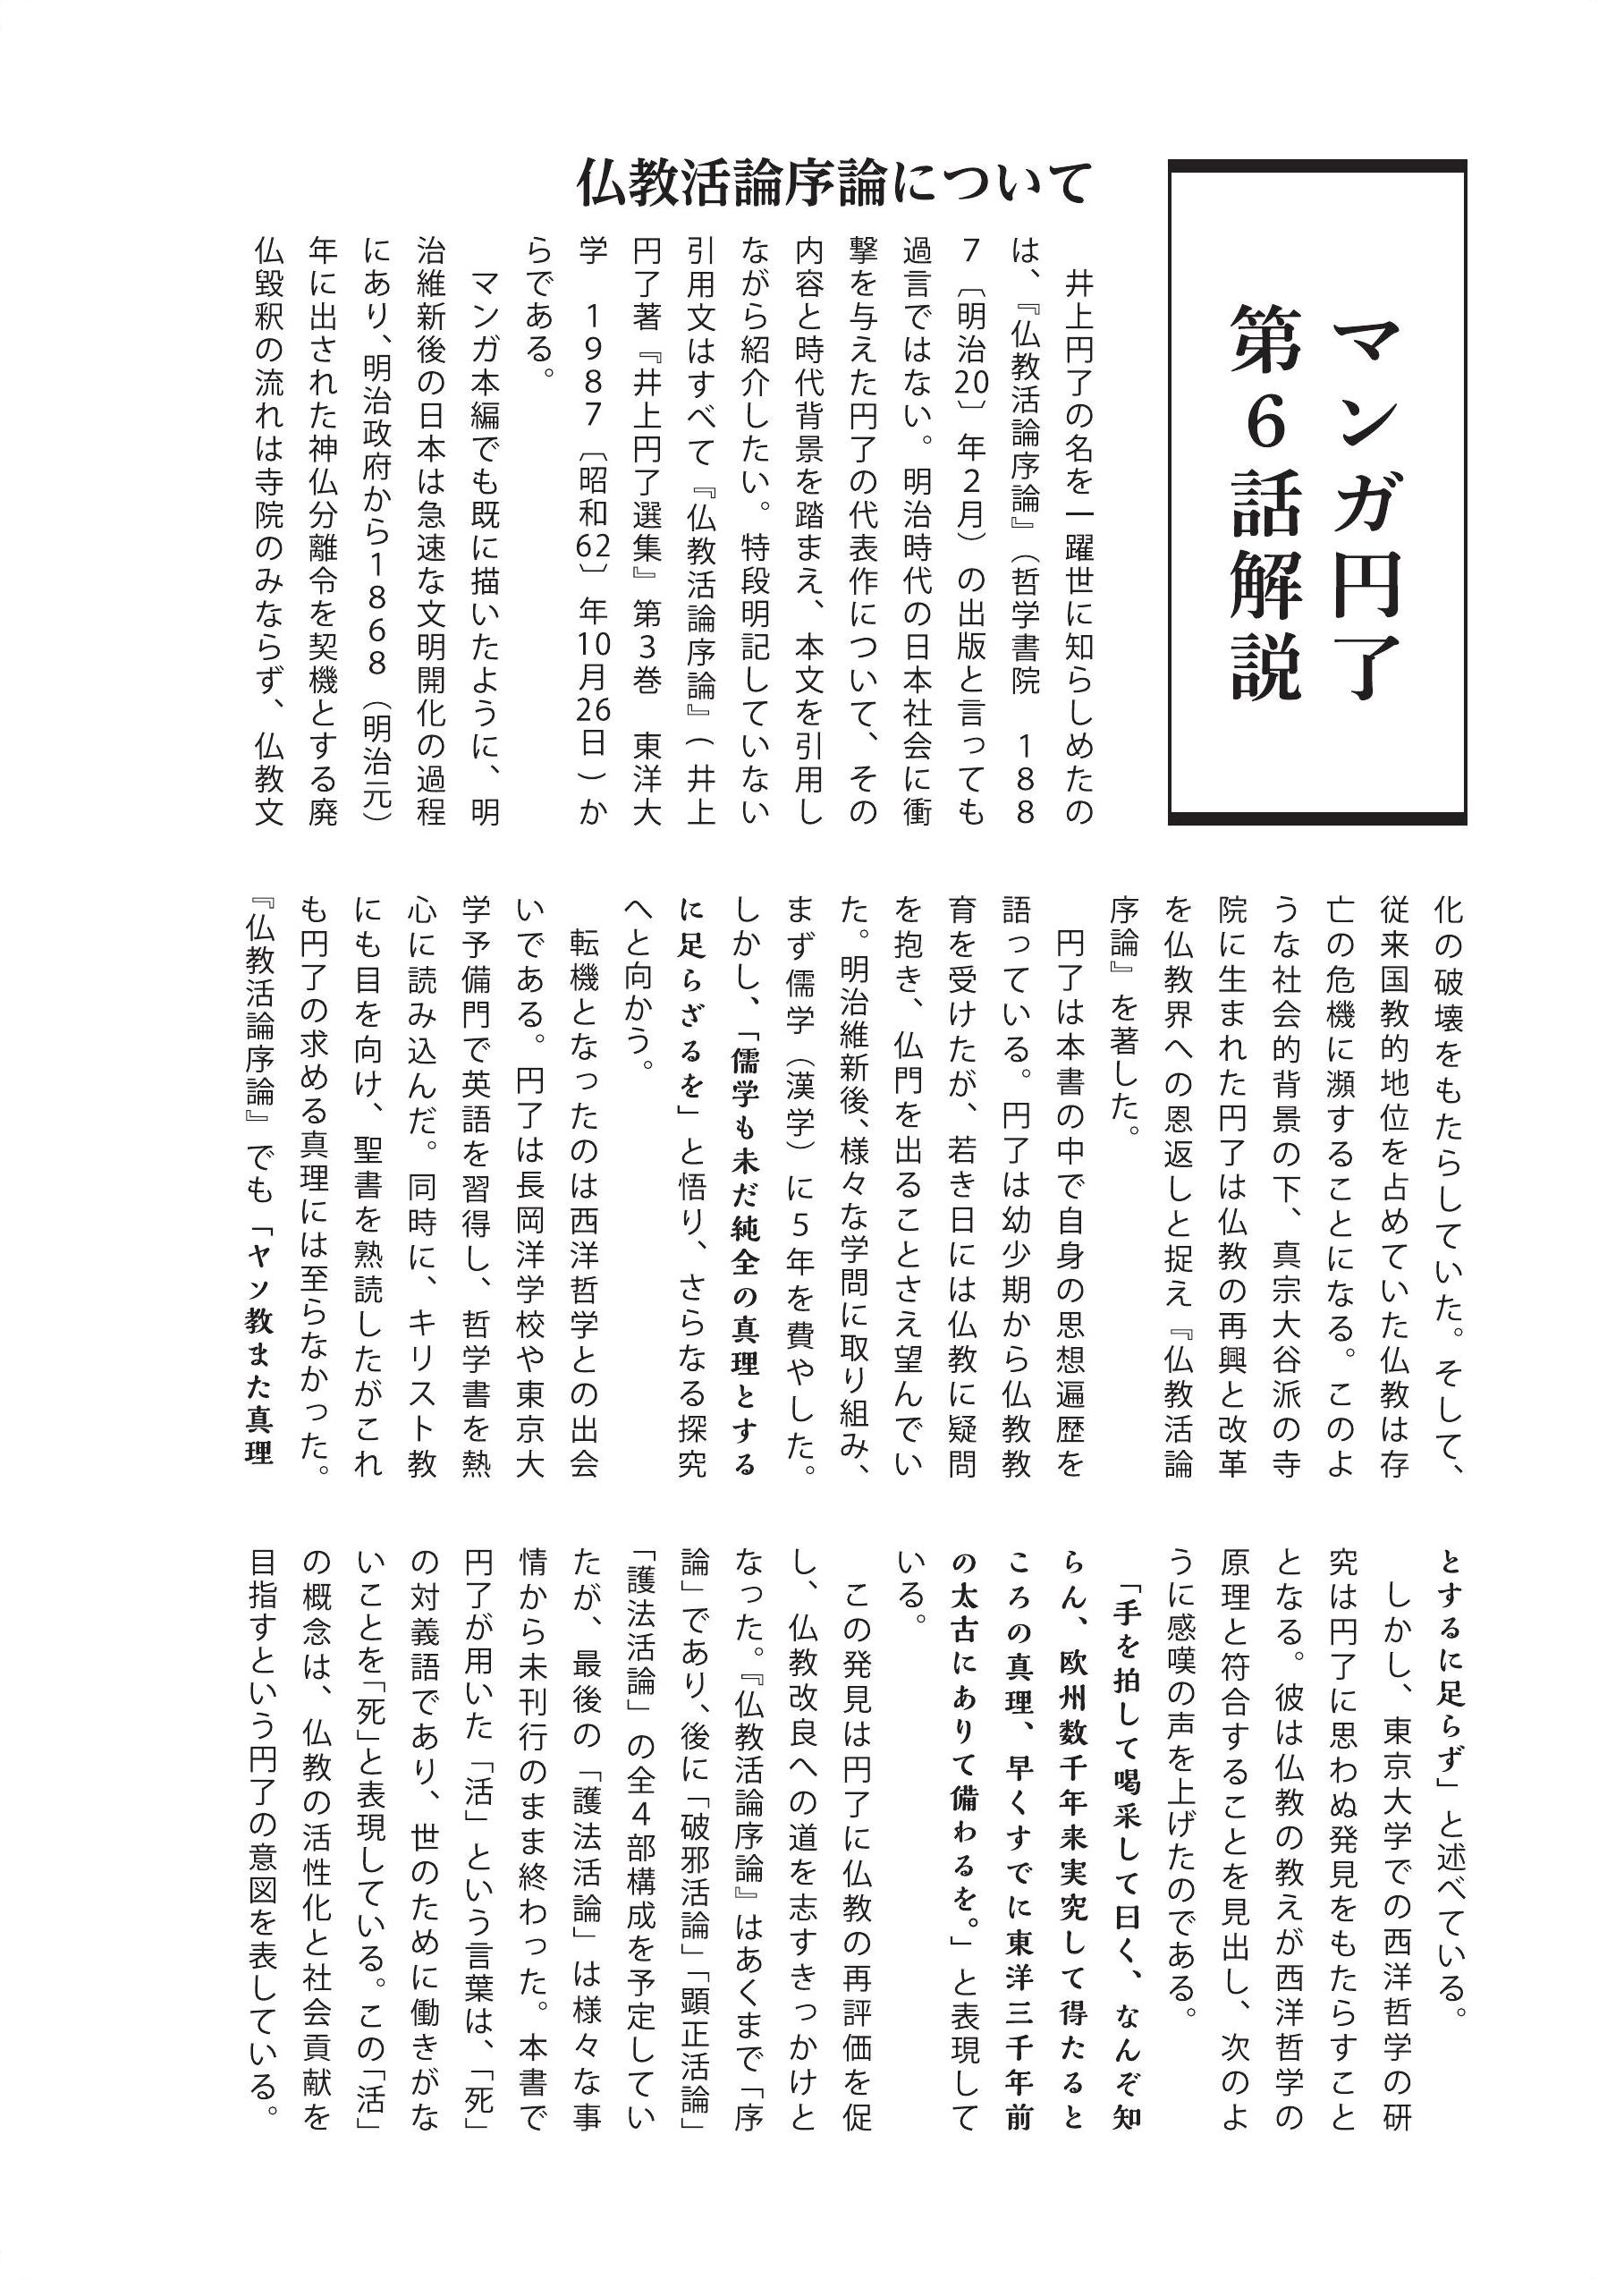 マンガ円了
第6話解説
仏教活論序論について
井上円了の名を一躍世に知らしめたの
は、『仏教活論序論』（哲学書院　１８８
７〔明治20〕年２月）の出版と言っても
過言ではない。明治時代の日本社会に衝
撃を与えた円了の代表作について、その
内容と時代背景を踏まえ、本文を引用し
ながら紹介したい。特段明記していない
引用文はすべて『仏教活論序論』（井上
円了著『井上円了選集』第３巻　東洋大
学　１９８７〔昭和62〕年10月26日）か
らである。
マンガ本編でも既に描いたように、明
治維新後の日本は急速な文明開化の過程
にあり、明治政府から１８６８（明治元）
年に出された神仏分離令を契機とする廃
仏毀釈の流れは寺院のみならず、仏教文
化の破壊をもたらしていた。そして、
従来国教的地位を占めていた仏教は存
亡の危機に瀕することになる。このよ
うな社会的背景の下、真宗大谷派の寺
院に生まれた円了は仏教の再興と改革
を仏教界への恩返しと捉え『仏教活論
序論』を著した。
円了は本書の中で自身の思想遍歴を
語っている。円了は幼少期から仏教教
育を受けたが、若き日には仏教に疑問
を抱き、仏門を出ることさえ望んでい
た。明治維新後、様々な学問に取り組み、
まず儒学（漢学）に５年を費やした。
しかし、「儒学も未だ純全の真理とする
に足らざるを」と悟り、さらなる探究
へと向かう。
転機となったのは西洋哲学との出会
いである。円了は長岡洋学校や東京大
学予備門で英語を習得し、哲学書を熱
心に読み込んだ。同時に、キリスト教
にも目を向け、聖書を熟読したがこれ
も円了の求める真理には至らなかった。
『仏教活論序論』でも「ヤソ教また真理
とするに足らず」と述べている。
しかし、東京大学での西洋哲学の研
究は円了に思わぬ発見をもたらすこと
となる。彼は仏教の教えが西洋哲学の
原理と符合することを見出し、次のよ
うに感嘆の声を上げたのである。
「手を拍して喝采して曰く、なんぞ知
らん、欧州数千年来実究して得たると
ころの真理、早くすでに東洋三千年前
の太古にありて備わるを。」と表現して
いる。
この発見は円了に仏教の再評価を促
し、仏教改良への道を志すきっかけと
なった。『仏教活論序論』はあくまで「序
論」であり、後に「破邪活論」「顕正活論」
「護法活論」の全４部構成を予定してい
たが、最後の「護法活論」は様々な事
情から未刊行のまま終わった。本書で
円了が用いた「活」という言葉は、「死」
の対義語であり、世のために働きがな
いことを「死」と表現している。この「活」
の概念は、仏教の活性化と社会貢献を
目指すという円了の意図を表している。